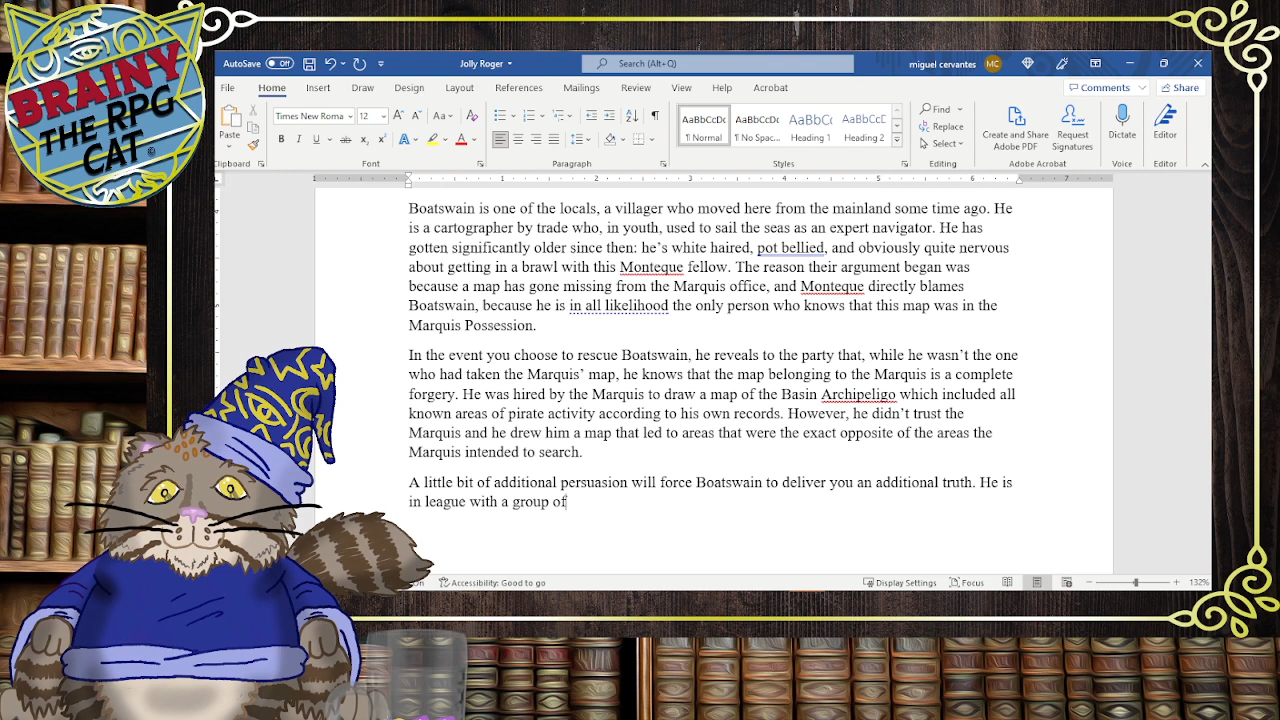 BRAINY
THE RPG
CAT
©
AutoSave Off
Jolly Roger
Search (Alt+Q)
miguel cervantes
MC
File Home Insert Draw Design Layout References Mailings Review View Help Acrobat
Comments
Share
Paste
Times New Roma 12
Aa
B I U ab x
AaBbCcDc AaBbCcDc AaBbCc AaBbCcD
¶ Normal ¶ No Spac... Heading 1 Heading 2
Find
Replace
Select
Create and Share
Adobe PDF
Request
Signatures
Dictate
Editor
Clipboard Font Paragraph Styles Editing Adobe Acrobat Voice Editor
1 1 2 3 4 5 6 7
Boatswain is one of the locals, a villager who moved here from the mainland some time ago. He
is a cartographer by trade who, in youth, used to sail the seas as an expert navigator. He has
gotten significantly older since then: he’s white haired, pot bellied, and obviously quite nervous
about getting in a brawl with this Monteque fellow. The reason their argument began was
because a map has gone missing from the Marquis office, and Monteque directly blames
Boatswain, because he is in all likelihood the only person who knows that this map was in the
Marquis Possession.
In the event you choose to rescue Boatswain, he reveals to the party that, while he wasn’t the one
who had taken the Marquis’ map, he knows that the map belonging to the Marquis is a complete
forgery. He was hired by the Marquis to draw a map of the Basin Archipeligo which included all
known areas of pirate activity according to his own records. However, he didn’t trust the
Marquis and he drew him a map that led to areas that were the exact opposite of the areas the
Marquis intended to search.
A little bit of additional persuasion will force Boatswain to deliver you an additional truth. He is
in league with a group of
Accessibility: Good to go
Display Settings
Focus
132%